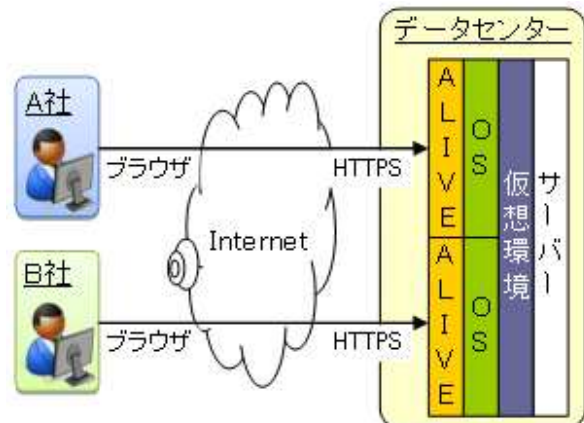 データセンター
A社
ブラウザ
HTTPS
Internet
B社
ブラウザ
HTTPS
ALIVE
OS
ALIVE
OS
仮想環境
サーバー